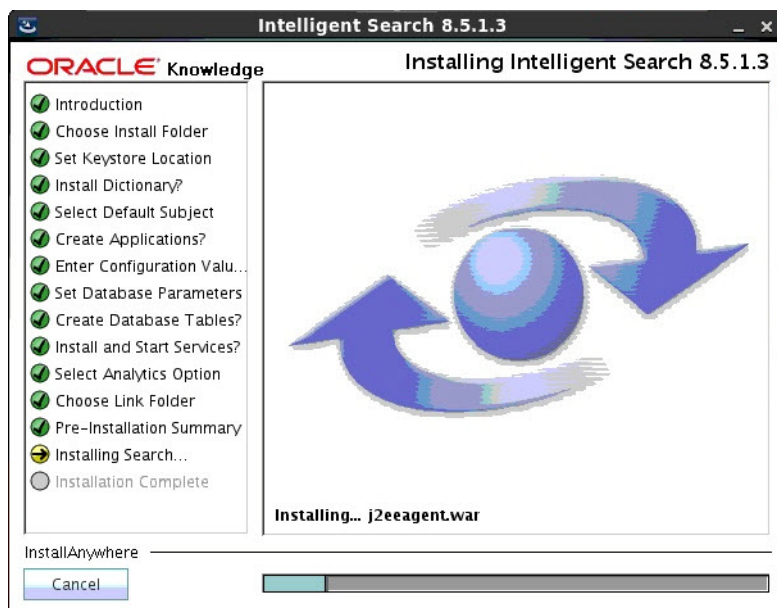 Intelligent Search 8.5.1.3
ORACLE Knowledge
Installing Intelligent Search 8.5.1.3
Introduction
Choose Install Folder
Set Keystore Location
Install Dictionary?
Select Default Subject
Create Applications?
Enter Configuration Valu...
Set Database Parameters
Create Database Tables?
Install and Start Services?
Select Analytics Option
Choose Link Folder
Pre-Installation Summary
Installing Search...
Installation Complete
Installing... j2eeagent.war
InstallAnywhere
Cancel